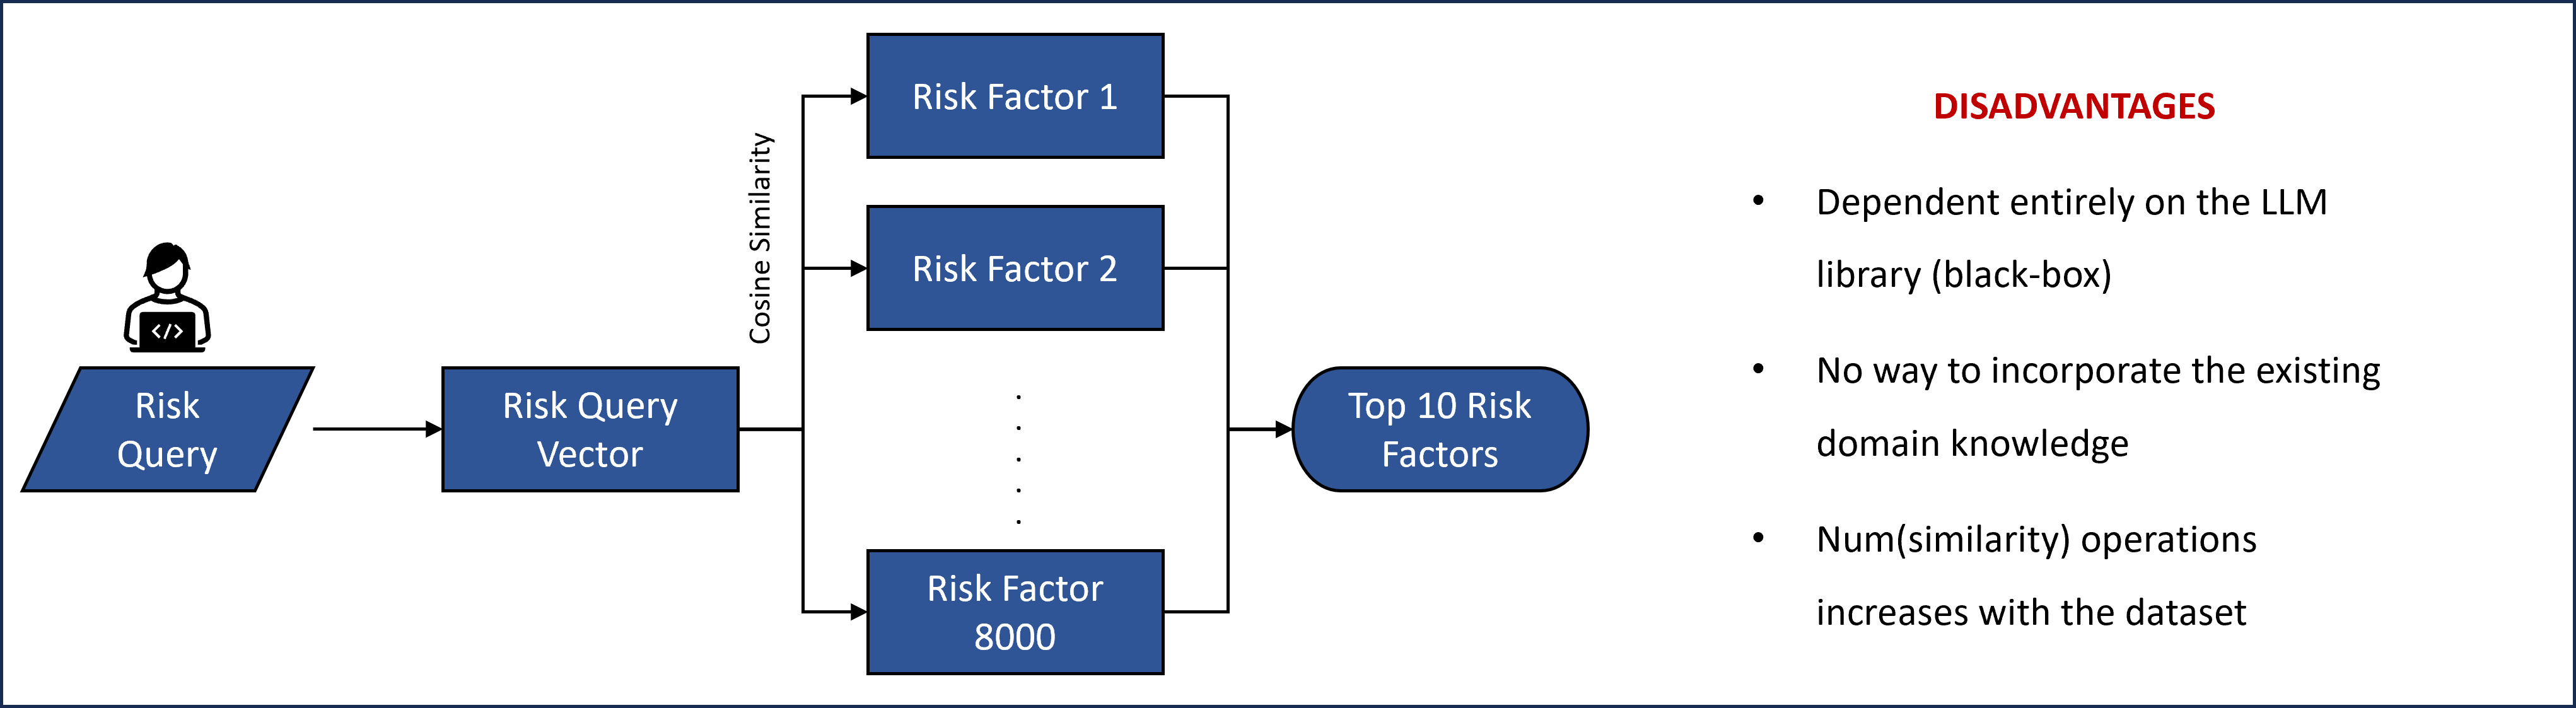 Risk
Query
</>
Risk Query
Vector
Cosine Similarity
Risk Factor 1
Risk Factor 2
.
.
.
.
.
Risk Factor
8000
Top 10 Risk
Factors
DISADVANTAGES
• Dependent entirely on the LLM
library (black-box)
• No way to incorporate the existing
domain knowledge
• Num(similarity) operations
increases with the dataset